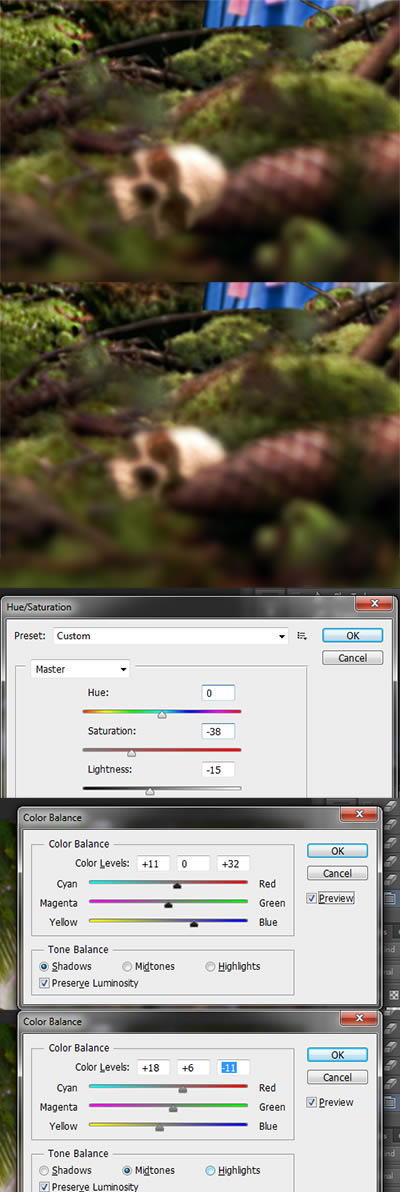 Hue/Saturation
Preset: Custom
OK
Cancel
Master
Hue: 0
Saturation: -38
Lightness: -15
Color Balance
Color Balance
Color Levels: +11 0 +32
OK
Cancel
Preview
Cyan Red
Magenta Green
Yellow Blue
Tone Balance
Shadows Midtones Highlights
Preserve Luminosity
Color Balance
Color Balance
Color Levels: +18 +6 -11
OK
Cancel
Preview
Cyan Red
Magenta Green
Yellow Blue
Tone Balance
Shadows Midtones Highlights
Preserve Luminosity